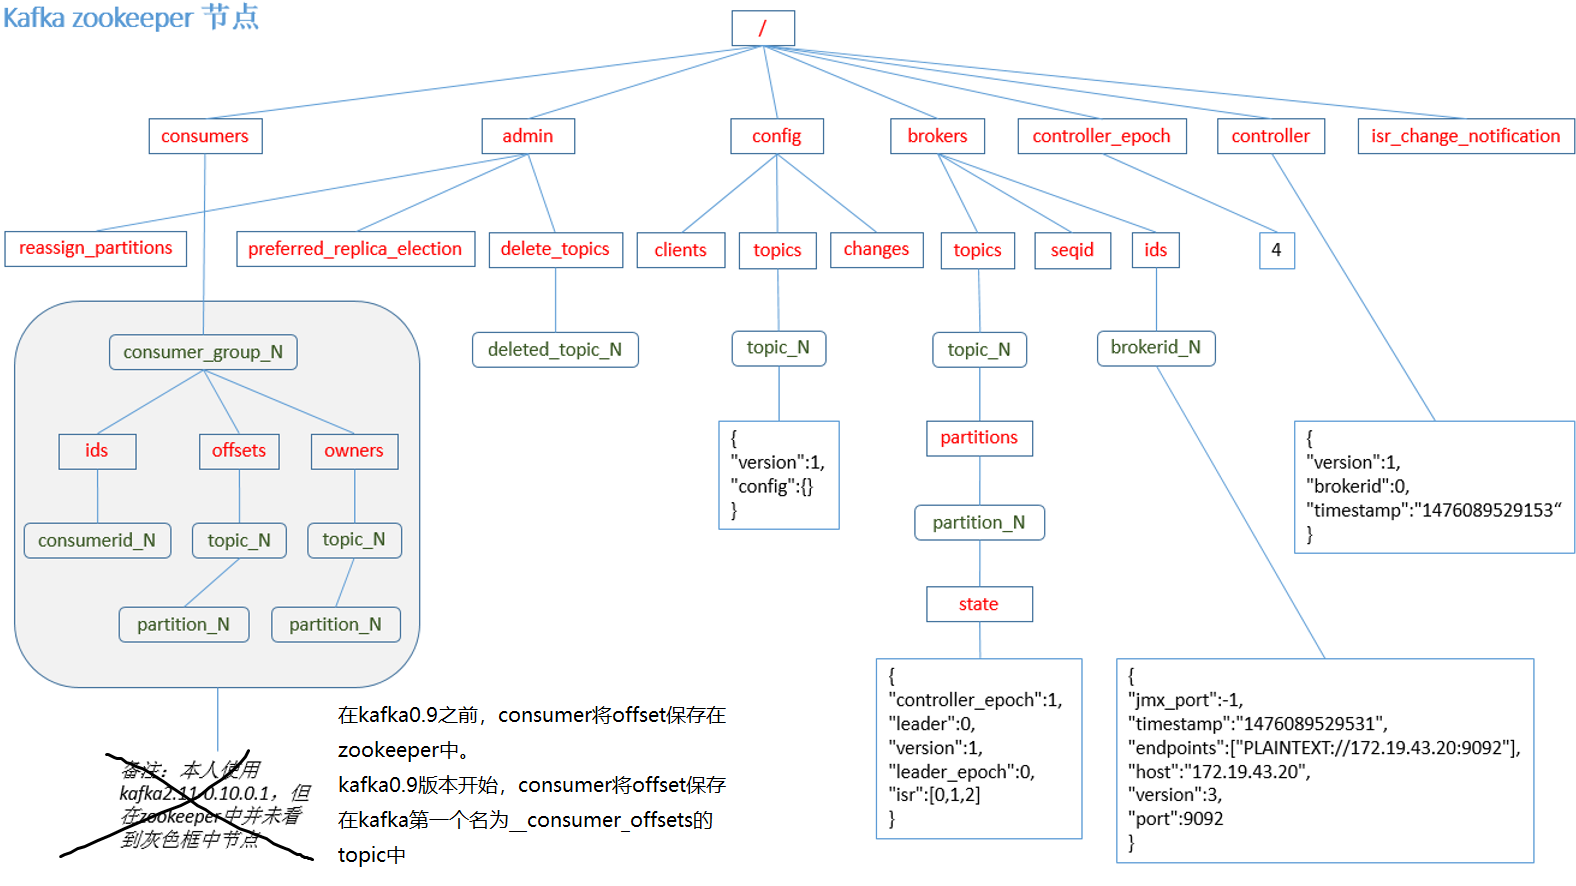 Kafka zookeeper 节点
/
consumers
admin
config
brokers
controller_epoch
controller
isr_change_notification
reassign_partitions
preferred_replica_election
delete_topics
clients
topics
changes
topics
seqid
ids
4
consumer_group_N
deleted_topic_N
topic_N
topic_N
brokerid_N
ids
offsets
owners
consumerid_N
topic_N
topic_N
partition_N
partition_N
{
"version":1,
"config":{}
}
partitions
partition_N
state
{
"version":1,
"brokerid":0,
"timestamp":"1476089529153“
}
{
"controller_epoch":1,
"leader":0,
"version":1,
"leader_epoch":0,
"isr":[0,1,2]
}
{
"jmx_port":-1,
"timestamp":"1476089529531",
"endpoints":["PLAINTEXT://172.19.43.20:9092"],
"host":"172.19.43.20",
"version":3,
"port":9092
}
备注：本人使用
kafka2.11-0.10.0.1，但
在zookeeper中并未看
到灰色框中节点
在kafka0.9之前，consumer将offset保存在
zookeeper中。
kafka0.9版本开始，consumer将offset保存
在kafka第一个名为__consumer_offsets的
topic中